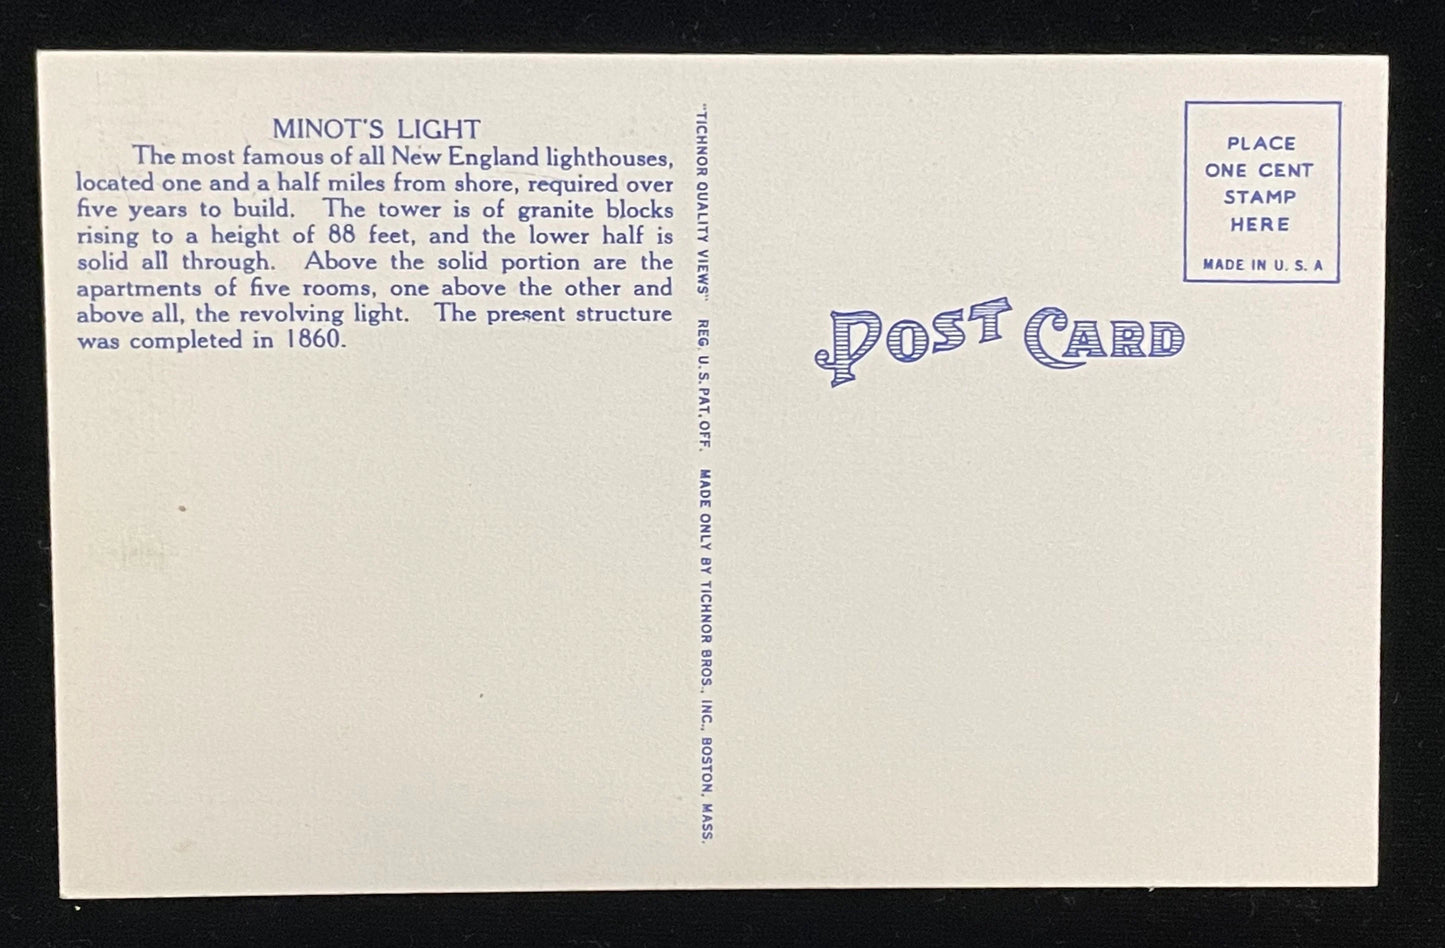 MINOT'S LIGHT
The most famous of all New England lighthouses,
located one and a half miles from shore, required over
five years to build. The tower is of granite blocks
rising to a height of 88 feet, and the lower half is
solid all through. Above the solid portion are the
apartments of five rooms, one above the other and
above all, the revolving light. The present structure
was completed in 1860.
"TICHNOR QUALITY VIEWS" REG. U. S. PAT. OFF. MADE ONLY BY TICHNOR BROS., INC., BOSTON, MASS.
PLACE
ONE CENT
STAMP
HERE
MADE IN U. S. A
POST CARD